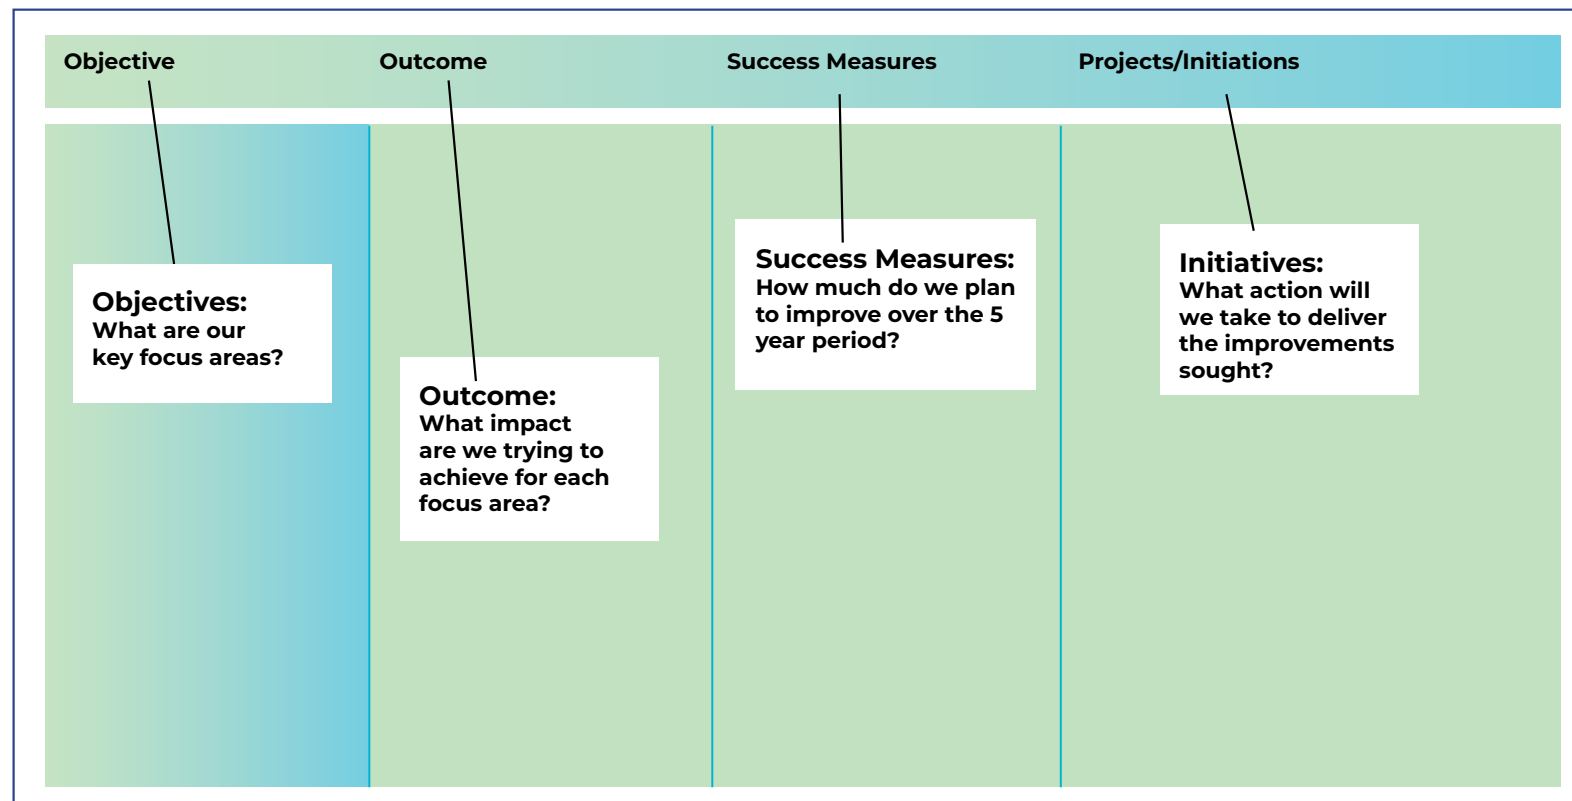 Objective
Outcome
Success Measures
Projects/Initiations
Objectives:
What are our
key focus areas?
Outcome:
What impact
are we trying to
achieve for each
focus area?
Success Measures:
How much do we plan
to improve over the 5
year period?
Initiatives:
What action will
we take to deliver
the improvements
sought?